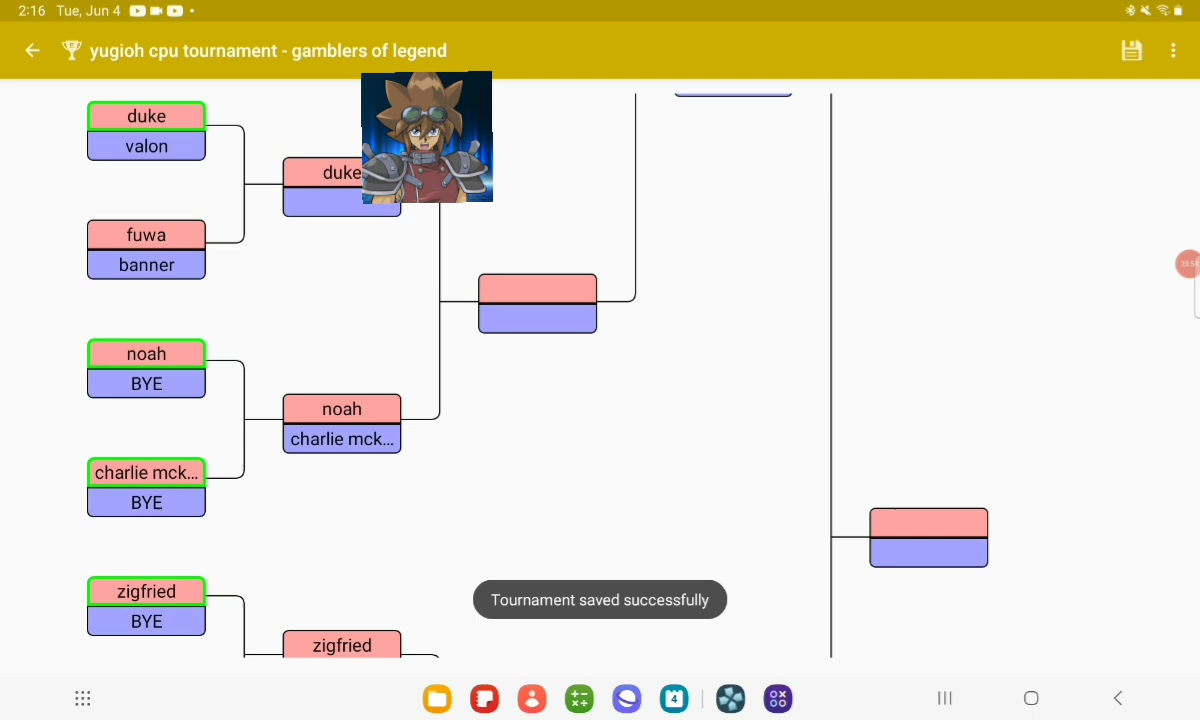 2:16 Tue, Jun 4
yugioh cpu tournament - gamblers of legend
duke
valon
duke
fuwa
banner
noah
BYE
noah
charlie mck...
charlie mck...
BYE
zigfried
BYE
zigfried
Tournament saved successfully
4